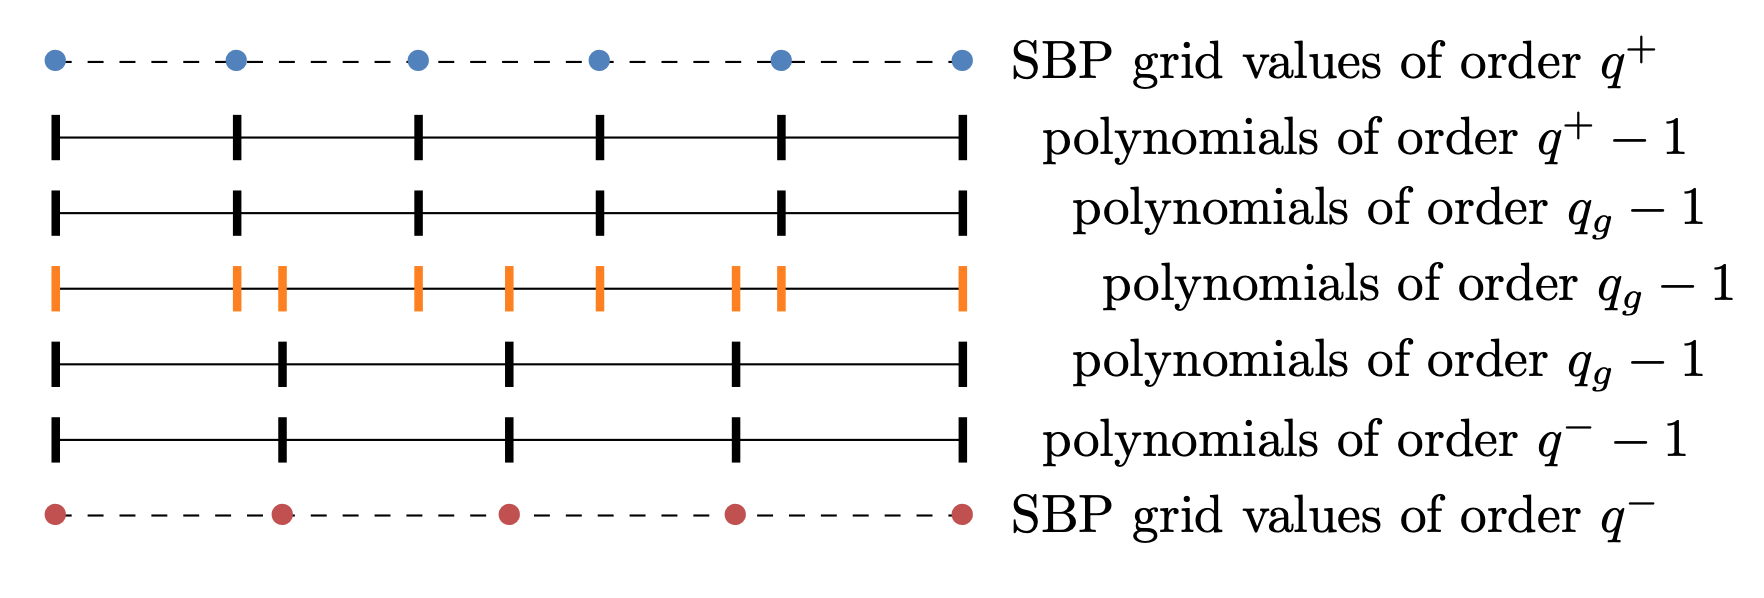 SBP grid values of order q⁺
polynomials of order q⁺ − 1
polynomials of order q_g − 1
polynomials of order q_g − 1
polynomials of order q_g − 1
polynomials of order q⁻ − 1
SBP grid values of order q⁻